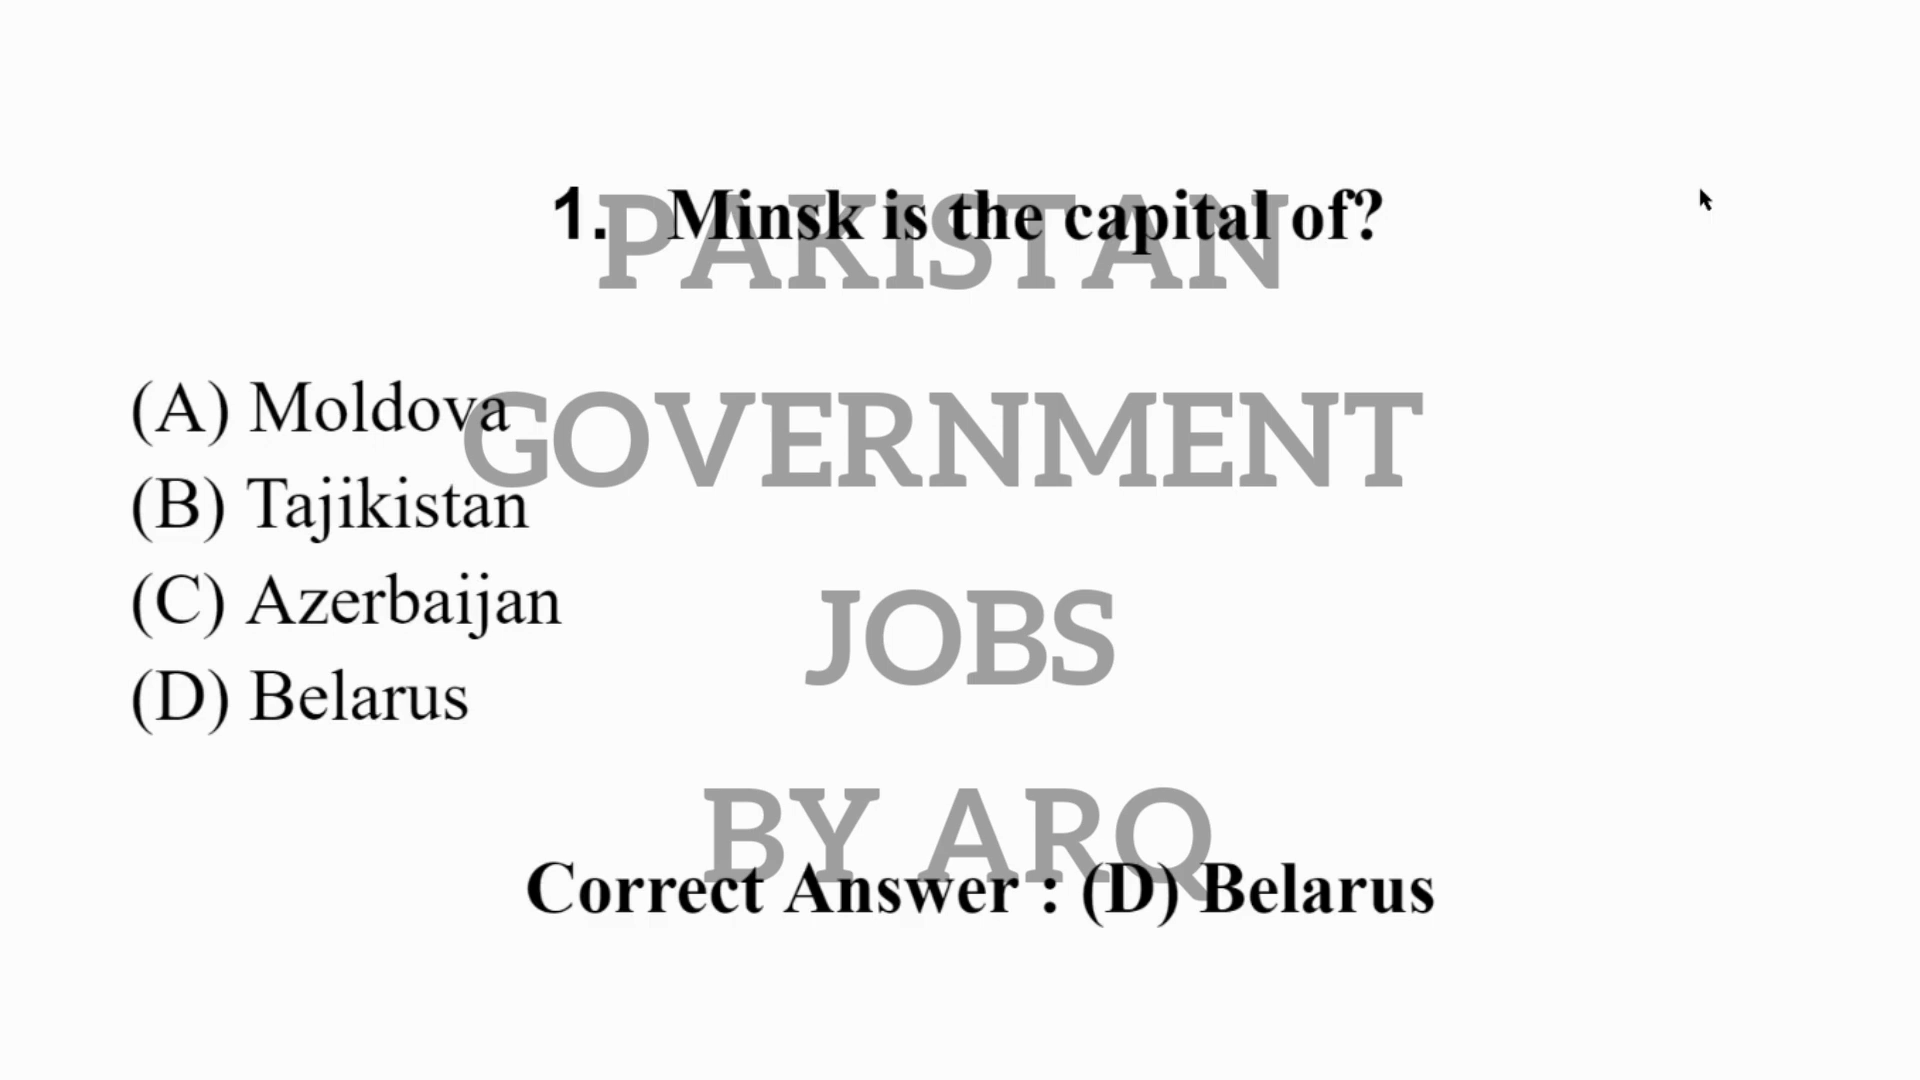 1. Minsk is the capital of?
PAKISTAN
(A) Moldova
GOVERNMENT
(B) Tajikistan
(C) Azerbaijan
JOBS
(D) Belarus
BY ARQ
Correct Answer : (D) Belarus